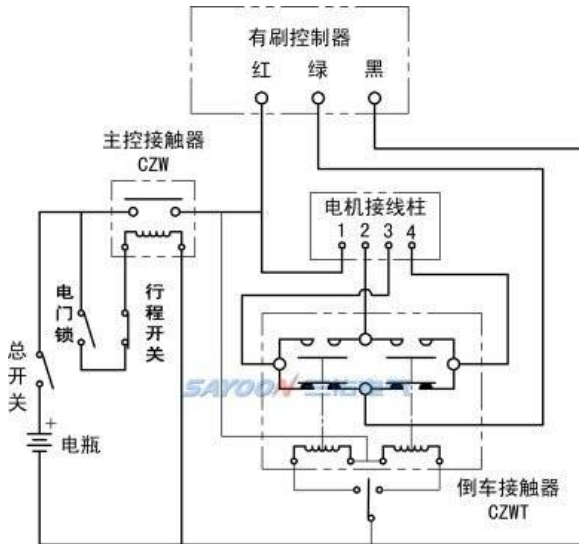 有刷控制器
红 绿 黑
主控接触器
CZW
电机接线柱
1 2 3 4
电门锁
行程开关
总开关
+
电瓶
SAYOON
倒车接触器
CZWT